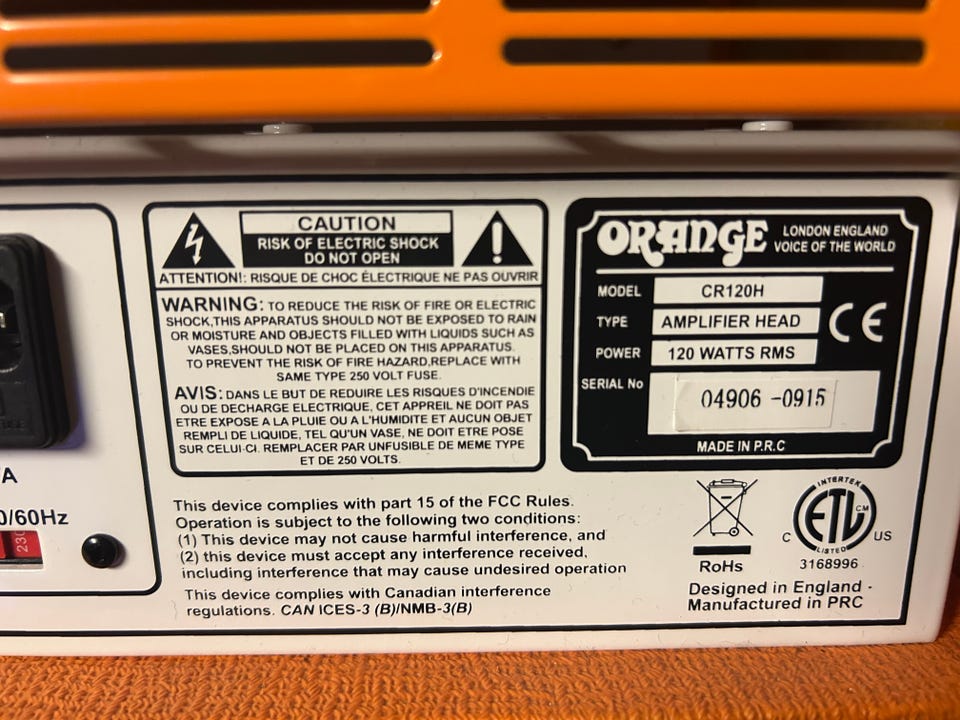 CAUTION
RISK OF ELECTRIC SHOCK
DO NOT OPEN
ATTENTION!: RISQUE DE CHOC ÉLECTRIQUE NE PAS OUVRIR
WARNING: TO REDUCE THE RISK OF FIRE OR ELECTRIC
SHOCK,THIS APPARATUS SHOULD NOT BE EXPOSED TO RAIN
OR MOISTURE AND OBJECTS FILLED WITH LIQUIDS SUCH AS
VASES,SHOULD NOT BE PLACED ON THIS APPARATUS.
TO PREVENT THE RISK OF FIRE HAZARD,REPLACE WITH
SAME TYPE 250 VOLT FUSE.
AVIS: DANS LE BUT DE REDUIRE LES RISQUES D'INCENDIE
OU DE DECHARGE ELECTRIQUE, CET APPREIL NE DOIT PAS
ETRE EXPOSE A LA PLUIE OU A L'HUMIDITE ET AUCUN OBJET
REMPLI DE LIQUIDE, TEL QU'UN VASE, NE DOIT ETRE POSE
SUR CELUI-CI. REMPLACER PAR UNFUSIBLE DE MEME TYPE
ET DE 250 VOLTS.
ORANGE
LONDON ENGLAND
VOICE OF THE WORLD
MODEL CR120H
TYPE AMPLIFIER HEAD
POWER 120 WATTS RMS
SERIAL No 04906 -0915
MADE IN P.R.C
CE
A
0/60Hz
230
This device complies with part 15 of the FCC Rules.
Operation is subject to the following two conditions:
(1) This device may not cause harmful interference, and
(2) this device must accept any interference received,
including interference that may cause undesired operation
This device complies with Canadian interference
regulations. CAN ICES-3 (B)/NMB-3(B)
RoHs
INTERTEK
C ETL CM US
LISTED
3168996
Designed in England -
Manufactured in PRC